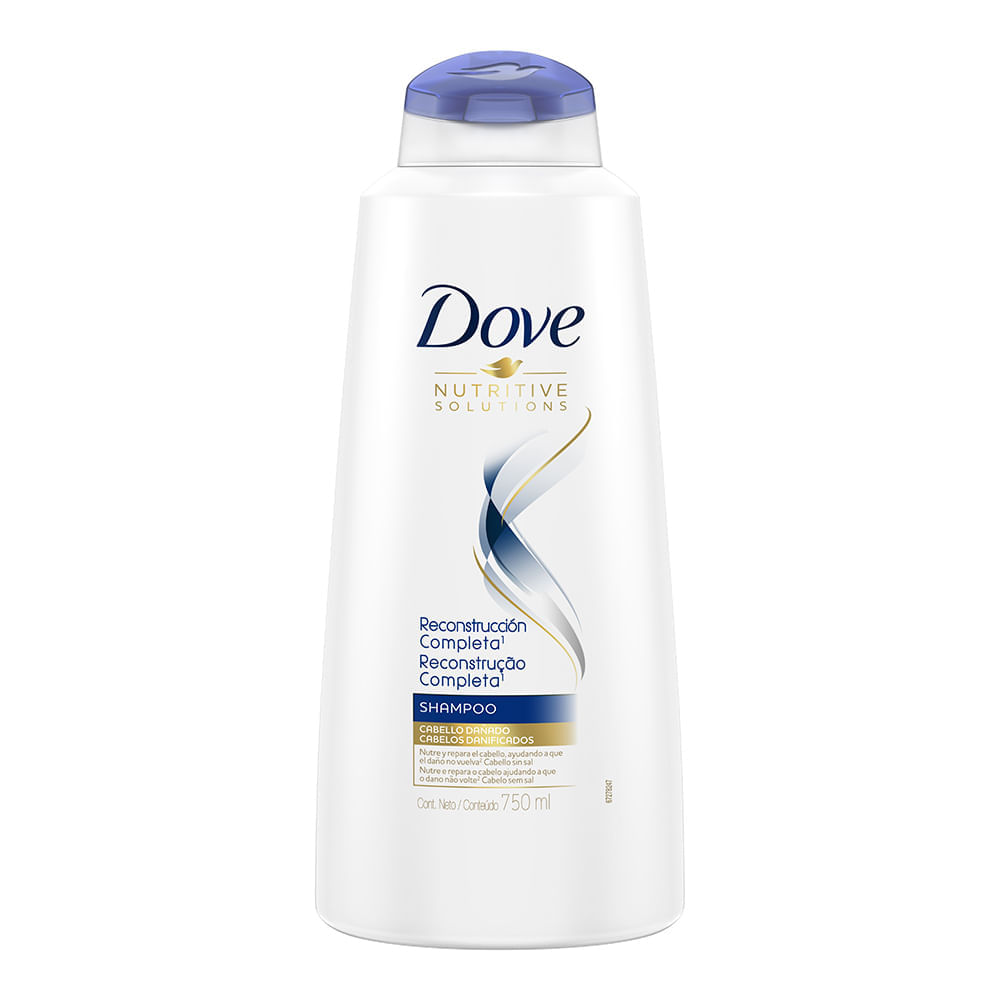 Dove
NUTRITIVE
SOLUTIONS
Reconstrucción
Completa¹
Reconstrução
Completa¹
SHAMPOO
CABELLO DANADO
CABELOS DANIFICADOS
Nutre y repara el cabello, ayudando a que
el daño no vuelva² Cabello sin sal
Nutre e repara o cabelo ajudando a que
o dano não volte² Cabelo sem sal
Cont. Neto / Conteúdo 750 ml
67278247